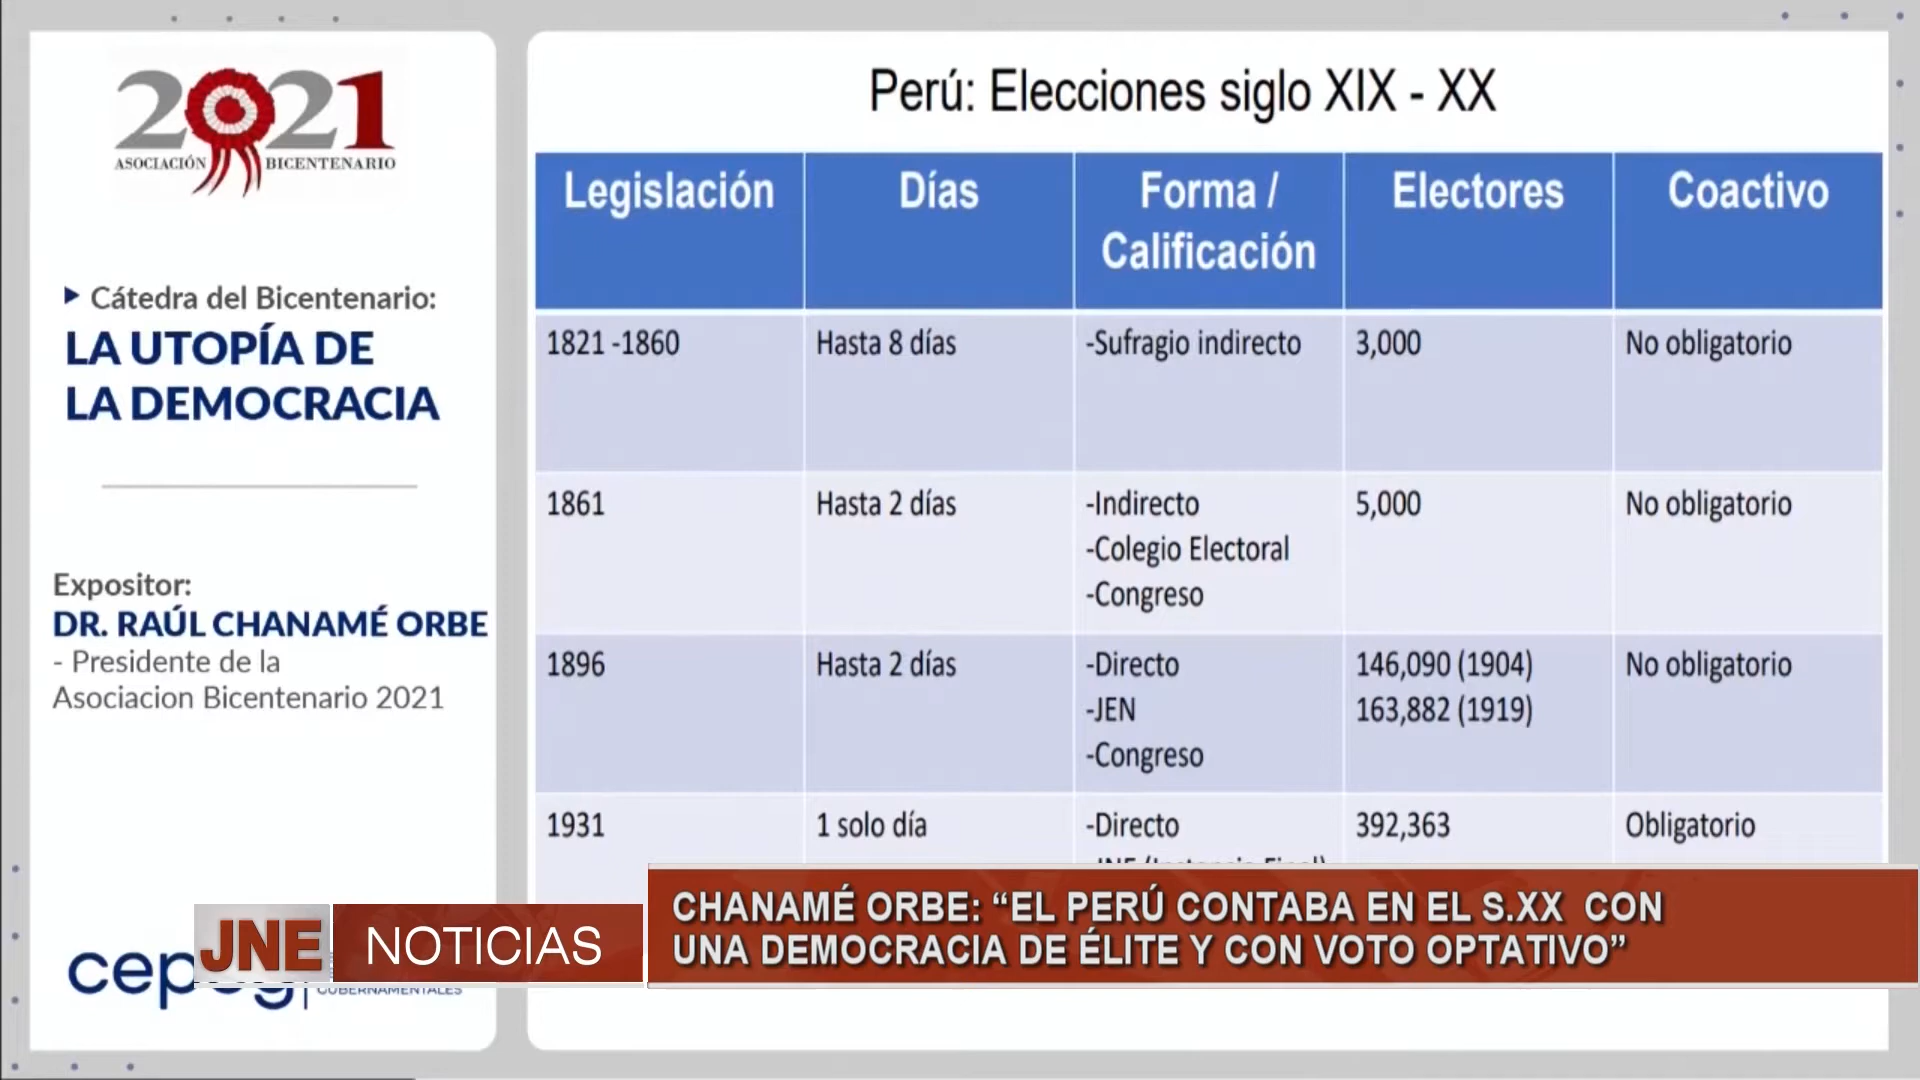 2021
ASOCIACIÓN BICENTENARIO
Cátedra del Bicentenario:
LA UTOPÍA DE
LA DEMOCRACIA
Expositor:
DR. RAÚL CHANAMÉ ORBE
- Presidente de la
Asociacion Bicentenario 2021
Perú: Elecciones siglo XIX - XX
Legislación Días Forma / Electores Coactivo
Calificación
1821 -1860 Hasta 8 días -Sufragio indirecto 3,000 No obligatorio
1861 Hasta 2 días -Indirecto 5,000 No obligatorio
-Colegio Electoral
-Congreso
1896 Hasta 2 días -Directo 146,090 (1904) No obligatorio
-JEN 163,882 (1919)
-Congreso
1931 1 solo día -Directo 392,363 Obligatorio
JNE NOTICIAS
CHANAMÉ ORBE: “EL PERÚ CONTABA EN EL S.XX CON
UNA DEMOCRACIA DE ÉLITE Y CON VOTO OPTATIVO”